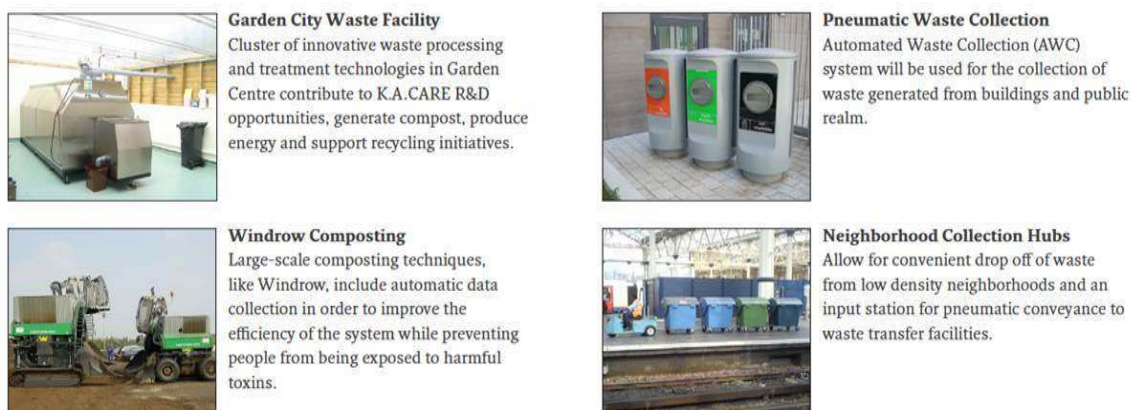 Garden City Waste Facility
Cluster of innovative waste processing
and treatment technologies in Garden
Centre contribute to K.A.CARE R&D
opportunities, generate compost, produce
energy and support recycling initiatives.
Pneumatic Waste Collection
Automated Waste Collection (AWC)
system will be used for the collection of
waste generated from buildings and public
realm.
Windrow Composting
Large-scale composting techniques,
like Windrow, include automatic data
collection in order to improve the
efficiency of the system while preventing
people from being exposed to harmful
toxins.
Neighborhood Collection Hubs
Allow for convenient drop off of waste
from low density neighborhoods and an
input station for pneumatic conveyance to
waste transfer facilities.